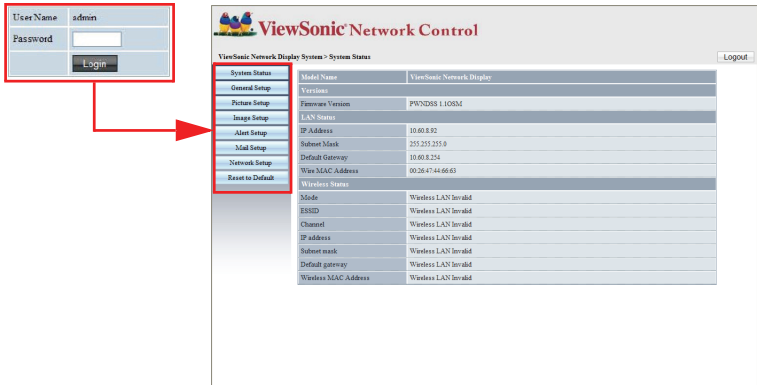 User Name admin
Password
Login
ViewSonic® Network Control
ViewSonic Network Display System > System Status
Logout
System Status
General Setup
Picture Setup
Image Setup
Alert Setup
Mail Setup
Network Setup
Reset to Default
Model Name ViewSonic Network Display
Versions
Firmware Version PWNDSS 1.1OSM
LAN Status
IP Address 10.60.8.92
Subnet Mask 255.255.255.0
Default Gateway 10.60.8.254
Wire MAC Address 00:26:47:44:66:63
Wireless Status
Mode Wireless LAN Invalid
ESSID Wireless LAN Invalid
Channel Wireless LAN Invalid
IP address Wireless LAN Invalid
Subnet mask Wireless LAN Invalid
Default gateway Wireless LAN Invalid
Wireless MAC Address Wireless LAN Invalid